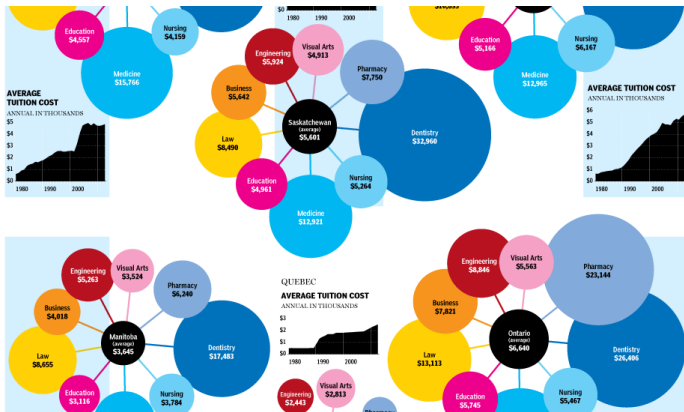 1980 1990 2000
Education
$4,557
Nursing
$4,159
Medicine
$15,766
AVERAGE
TUITION COST
ANNUAL IN THOUSANDS
$5
$4
$3
$2
$1
$0
1980 1990 2000
Engineering
$5,924
Visual Arts
$4,913
Pharmacy
$7,750
Business
$5,642
Law
$8,490
Saskatchewan
(average)
$5,601
Dentistry
$32,960
Education
$4,961
Nursing
$5,264
Medicine
$12,921
Education
$5,166
Nursing
$6,167
Medicine
$12,965
AVERAGE TUITION COST
ANNUAL IN THOUSANDS
$6
$5
$4
$3
$2
$1
$0
1980 1990 2000
Engineering
$5,263
Visual Arts
$3,524
Pharmacy
$6,240
Business
$4,018
Manitoba
(average)
$3,645
Law
$8,655
Dentistry
$17,483
Education
$3,116
Nursing
$3,784
QUEBEC
AVERAGE TUITION COST
ANNUAL IN THOUSANDS
$3
$2
$1
$0
1980 1990 2000
Engineering
$2,443
Visual Arts
$2,813
Pharmacy
Engineering
$8,846
Visual Arts
$5,563
Pharmacy
$23,144
Business
$7,821
Ontario
(average)
$6,640
Law
$13,113
Dentistry
$26,406
Education
$5,745
Nursing
$5,467